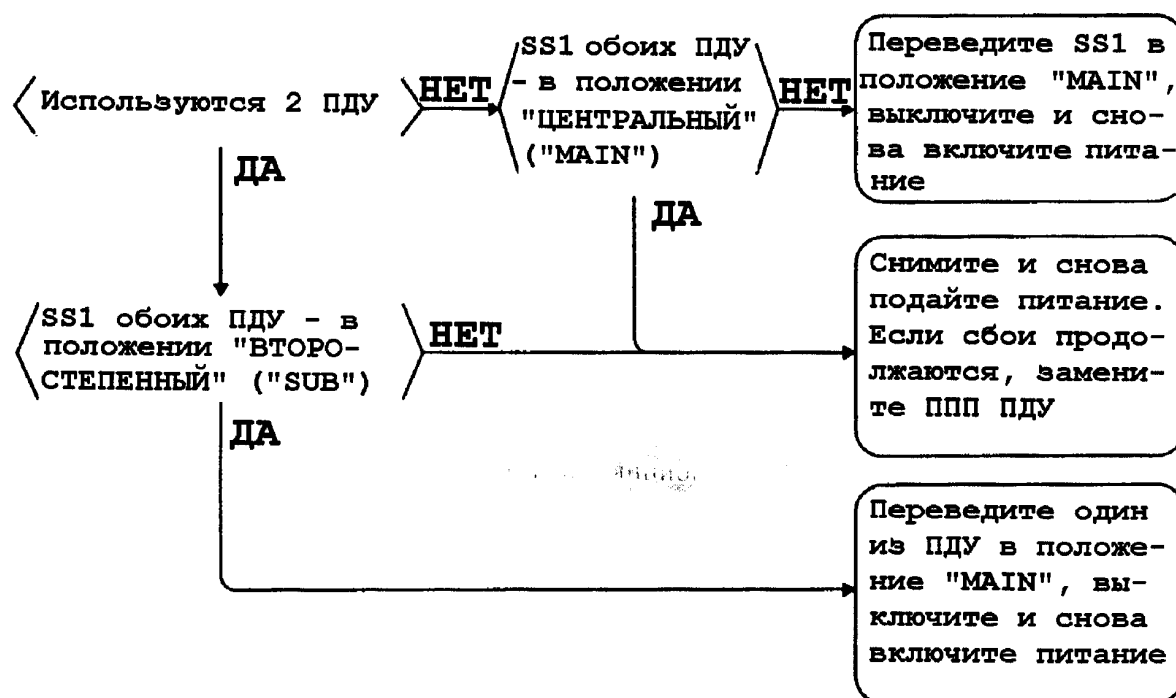 Используются 2 ПДУ
НЕТ
SS1 обоих ПДУ
- в положении
"ЦЕНТРАЛЬНЫЙ"
("MAIN")
НЕТ
Переведите SS1 в
положение "MAIN",
выключите и сно-
ва включите пита-
ние
ДА
ДА
Снимите и снова
подайте питание.
Если сбои продо-
лжаются, замени-
те ППП ПДУ
SS1 обоих ПДУ - в
положении "ВТОРО-
СТЕПЕННЫЙ" ("SUB")
НЕТ
ДА
Переведите один
из ПДУ в положе-
ние "MAIN", вы-
ключите и снова
включите питание